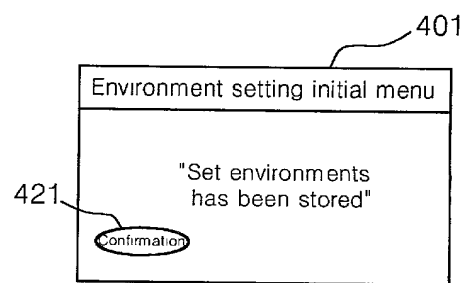 401
Environment setting initial menu
"Set environments
has been stored"
421
Confirmation